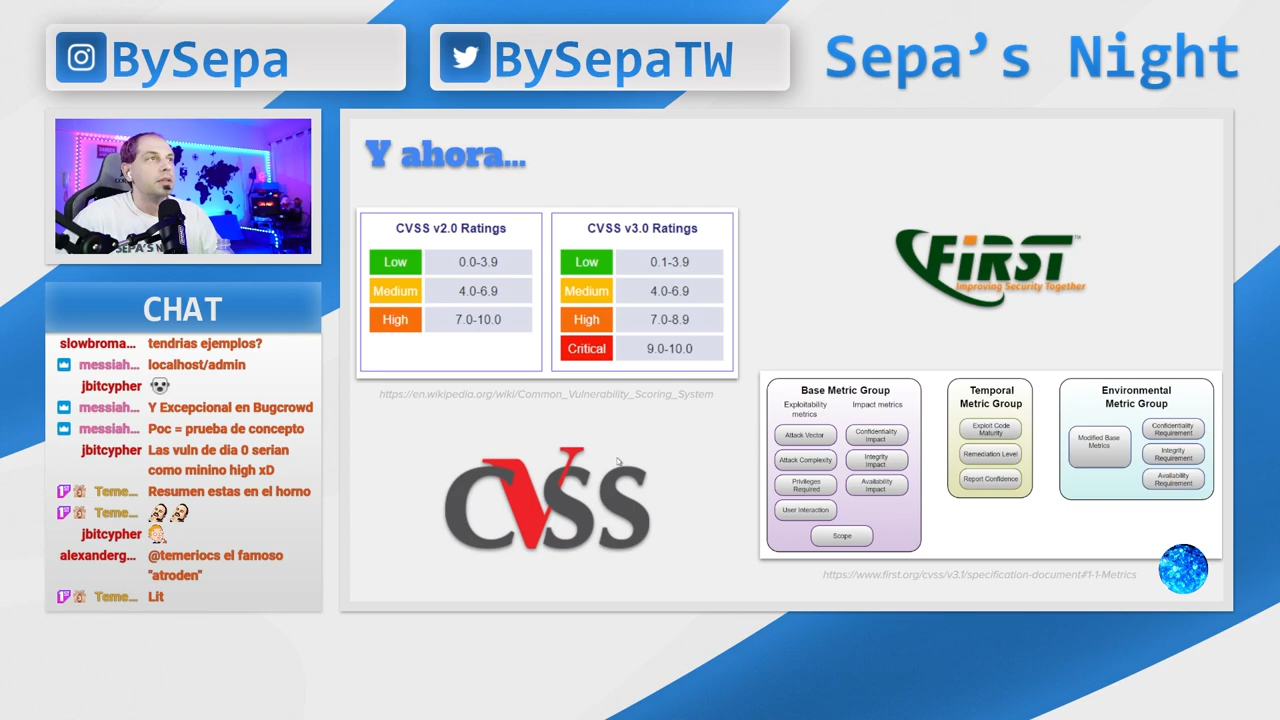 BySepa
BySepaTW
Sepa’s Night
Y ahora...
CVSS v2.0 Ratings
Low 0.0-3.9
Medium 4.0-6.9
High 7.0-10.0
CVSS v3.0 Ratings
Low 0.1-3.9
Medium 4.0-6.9
High 7.0-8.9
Critical 9.0-10.0
https://en.wikipedia.org/wiki/Common_Vulnerability_Scoring_System
FiRST™
Improving Security Together
CVSS
Base Metric Group
Exploitability
metrics
Impact metrics
Attack Vector
Attack Complexity
Privileges
Required
User Interaction
Confidentiality
Impact
Integrity
Impact
Availability
Impact
Scope
Temporal
Metric Group
Exploit Code
Maturity
Remediation Level
Report Confidence
Environmental
Metric Group
Modified Base
Metrics
Confidentiality
Requirement
Integrity
Requirement
Availability
Requirement
https://www.first.org/cvss/v3.1/specification-document#1-1-Metrics
CHAT
slowbroma... tendrias ejemplos?
messiah... localhost/admin
jbitcypher
messiah... Y Excepcional en Bugcrowd
messiah... Poc = prueba de concepto
jbitcypher Las vuln de dia 0 serian
como minino high xD
Teme... Resumen estas en el horno
Teme...
jbitcypher
alexanderg... @temeriocs el famoso
"atroden"
Teme... Lit